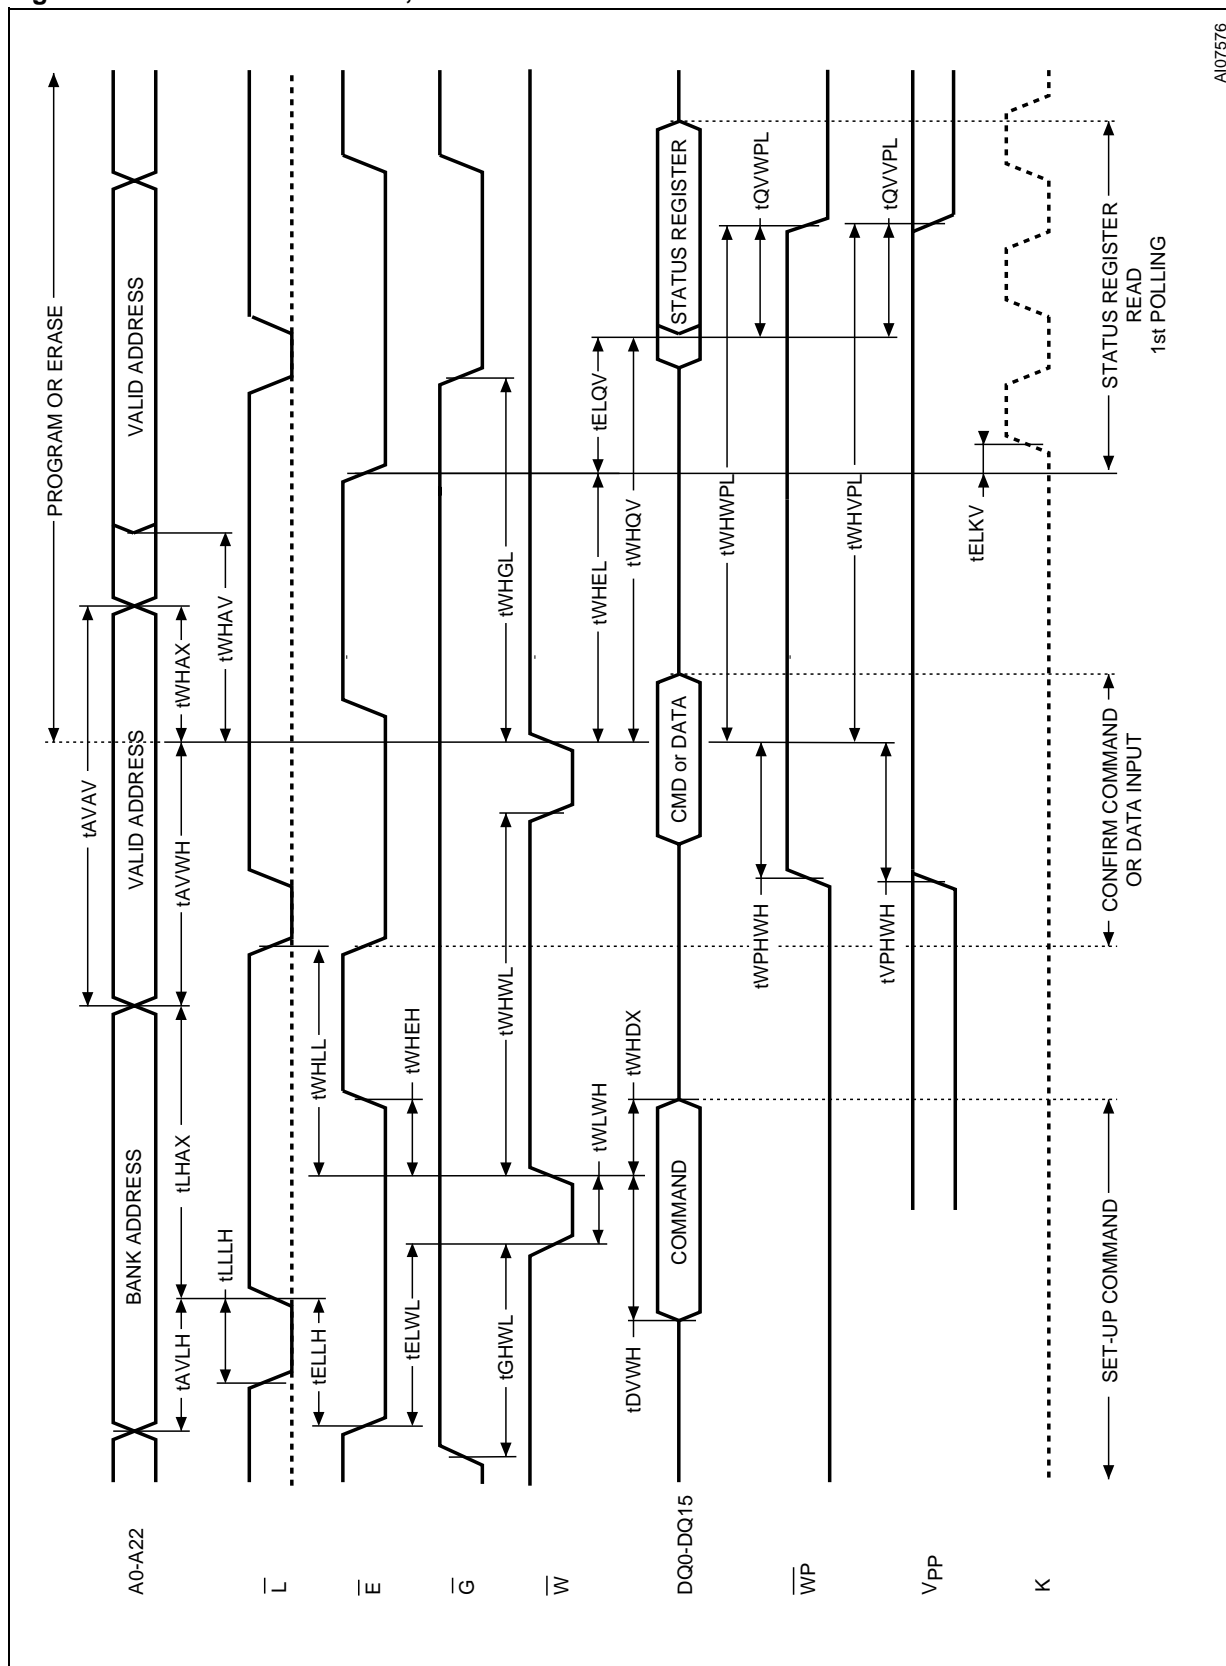 AI07576
PROGRAM OR ERASE
A0-A22
BANK ADDRESS
VALID ADDRESS
VALID ADDRESS
tAVAV
tAVLH
tLHAX
tAVWH
tWHAX
tLLLH
tWHAV
L
tELLH
tWHLL
E
tELWL
tWHEH
G
tGHWL
tWHWL
tWHGL
W
tWLWH
tWHEL
tELQV
tDVWH
tWHDX
tWHQV
DQ0-DQ15
COMMAND
CMD or DATA
STATUS REGISTER
tWHWPL
tWPHWH
tQVWPL
WP
tWHVPL
tVPHWH
tQVVPL
VPP
tELKV
K
SET-UP COMMAND
CONFIRM COMMAND
OR DATA INPUT
STATUS REGISTER
READ
1st POLLING